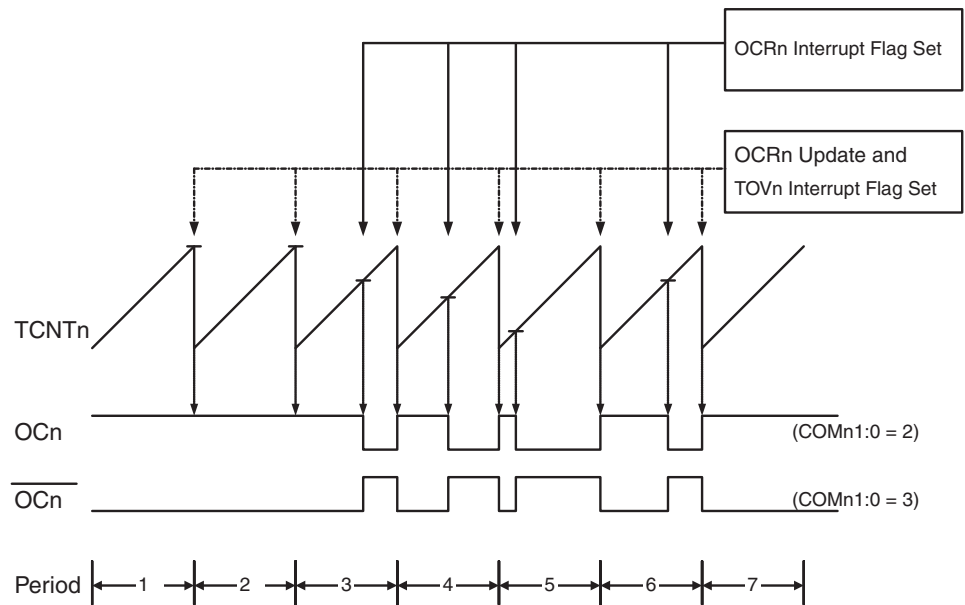 OCRn Interrupt Flag Set
OCRn Update and
TOVn Interrupt Flag Set
TCNTn
OCn
(COMn1:0 = 2)
OCn
(COMn1:0 = 3)
Period 1 2 3 4 5 6 7